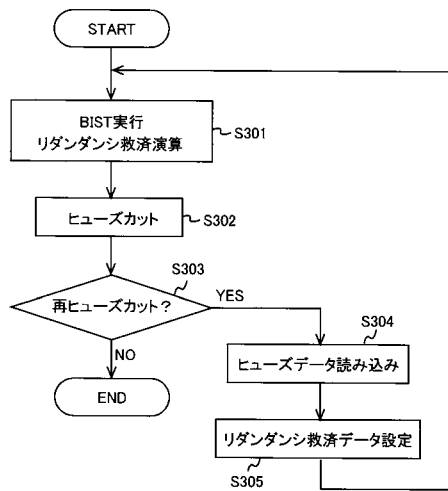 START
BIST実行
リダンダンシ救済演算
S301
ヒューズカット
S302
S303
再ヒューズカット？
YES
NO
END
S304
ヒューズデータ読み込み
リダンダンシ救済データ設定
S305